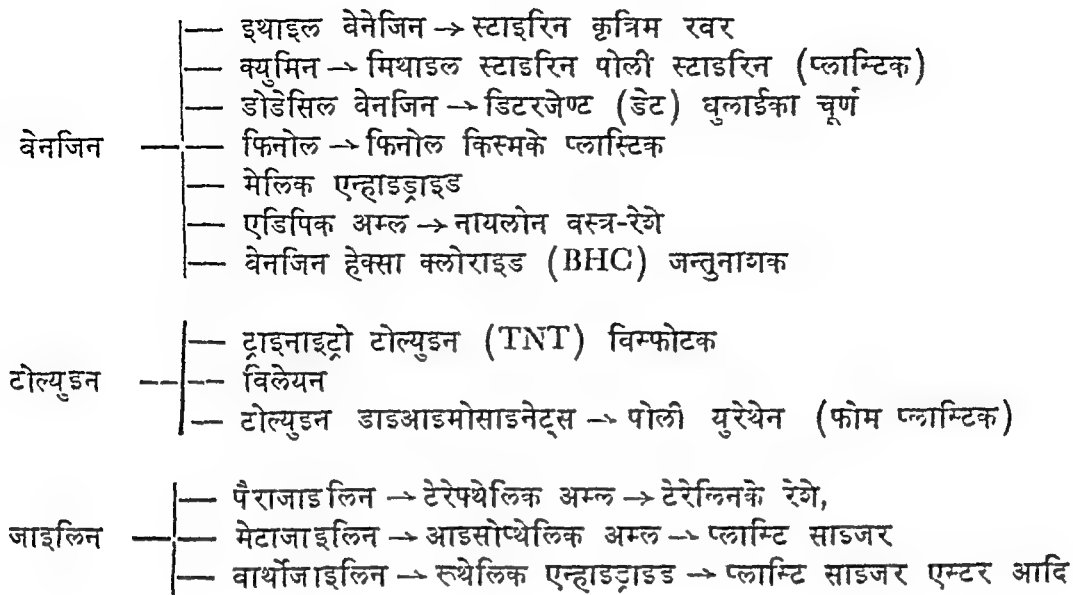 — इथाइल वेनेजिन → स्टाइरिन कृत्रिम रवर
— क्युमिन → मिथाइल स्टाइरिन पोली स्टाइरिन (प्लास्टिक)
— डोडेसिल वेनजिन → डिटरजेण्ट (डेट) धुलाईका चूर्ण
वेनजिन — फिनोल → फिनोल किस्मके प्लास्टिक
— मेलिक एन्हाइड्राइड
— एडिपिक अम्ल → नायलोन वस्त्र-रेशे
— वेनजिन हेक्सा क्लोराइड (BHC) जन्तुनाशक
— ट्राइनाइट्रो टोल्युइन (TNT) विस्फोटक
टोल्युइन — विलेयन
— टोल्युइन डाइआइमोसाइनेट्स → पोली युरेथेन (फोम प्लास्टिक)
— पैराजाइलिन → टेरेफ्थेलिक अम्ल → टेरेलिनके रेशे,
जाइलिन — मेटाजाइलिन → आइसोप्थेलिक अम्ल → प्लास्टि साइजर
— वार्थोजाइलिन → स्थेलिक एन्हाइड्राइड → प्लास्टि साइजर एस्टर आदि